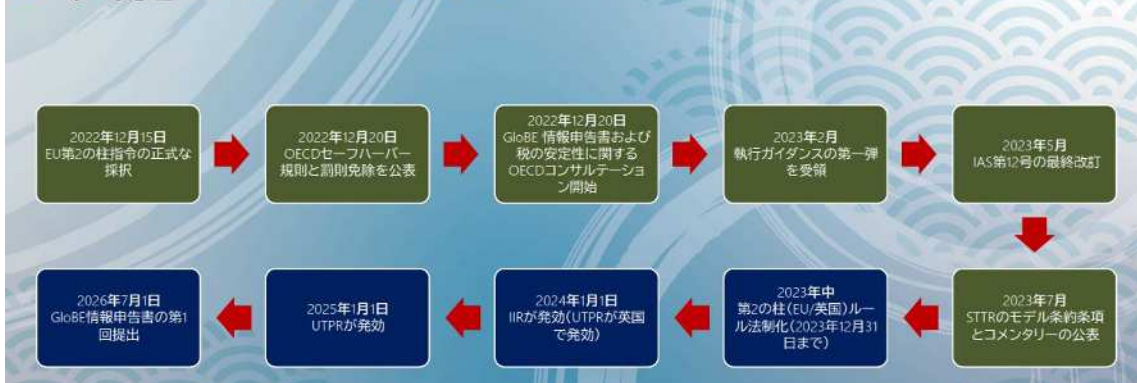 2022年12月15日
EU第2の柱指令の正式な
採択
2022年12月20日
OECDセーフハーバー
規則と罰則免除を公表
2022年12月20日
GloBE 情報申告書および
税の安定性に関する
OECDコンサルテーショ
ン開始
2023年2月
執行ガイダンスの第一弾
を受領
2023年5月
IAS第12号の最終改訂
2023年7月
STTRのモデル条約条項
とコメンタリーの公表
2023年中
第2の柱(EU/英国)ルー
ル法制化(2023年12月31
日まで)
2024年1月1日
IIRが発効(UTPRが英国
で発効)
2025年1月1日
UTPRが発効
2026年7月1日
GloBE情報申告書の第1
回提出